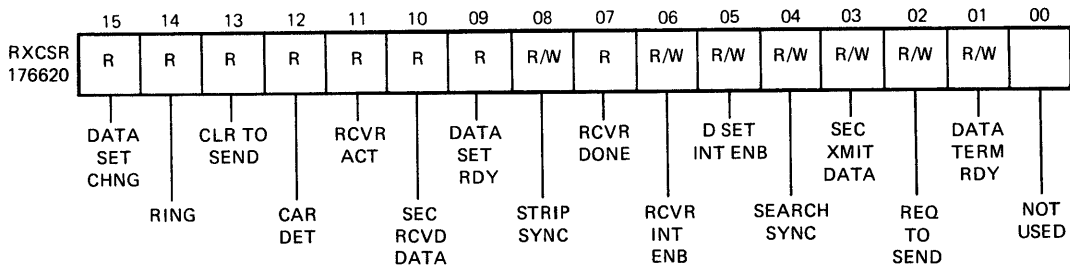 15 14 13 12 11 10 09 08 07 06 05 04 03 02 01 00
RXCSR
176620
R R R R R R R R/W R R/W R/W R/W R/W R/W R/W
DATA
SET
CHNG
RING
CLR TO
SEND
CAR
DET
RCVR
ACT
SEC
RCVD
DATA
DATA
SET
RDY
STRIP
SYNC
RCVR
DONE
RCVR
INT
ENB
D SET
INT ENB
SEARCH
SYNC
SEC
XMIT
DATA
REQ
TO
SEND
DATA
TERM
RDY
NOT
USED